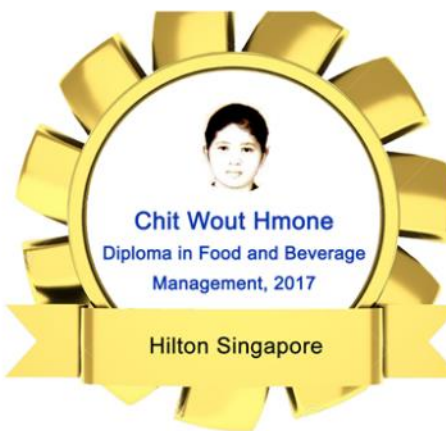 Chit Wout Hmone
Diploma in Food and Beverage
Management, 2017
Hilton Singapore